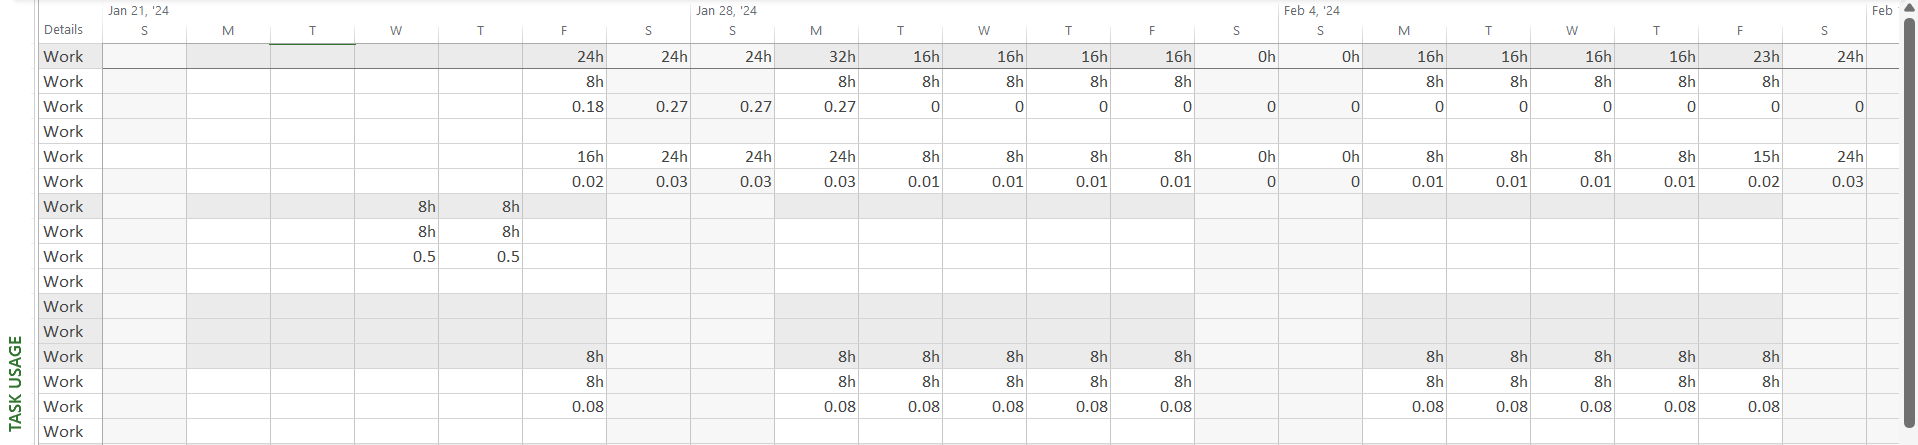 Jan 21, '24 Jan 28, '24 Feb 4, '24 Feb
Details S M T W T F S S M T W T F S S M T W T F S
Work 24h 24h 24h 32h 16h 16h 16h 16h 0h 0h 16h 16h 16h 16h 23h 24h
Work 8h 8h 8h 8h 8h 8h 8h 8h 8h 8h 8h
Work 0.18 0.27 0.27 0.27 0 0 0 0 0 0 0 0 0 0 0 0
Work
Work 16h 24h 24h 24h 8h 8h 8h 8h 0h 0h 8h 8h 8h 8h 15h 24h
Work 0.02 0.03 0.03 0.03 0.01 0.01 0.01 0.01 0 0 0.01 0.01 0.01 0.01 0.02 0.03
Work 8h 8h
Work 8h 8h
Work 0.5 0.5
Work
Work
Work
Work 8h 8h 8h 8h 8h 8h 8h 8h 8h 8h 8h
Work 8h 8h 8h 8h 8h 8h 8h 8h 8h 8h 8h
Work 0.08 0.08 0.08 0.08 0.08 0.08 0.08 0.08 0.08 0.08 0.08
Work
TASK USAGE